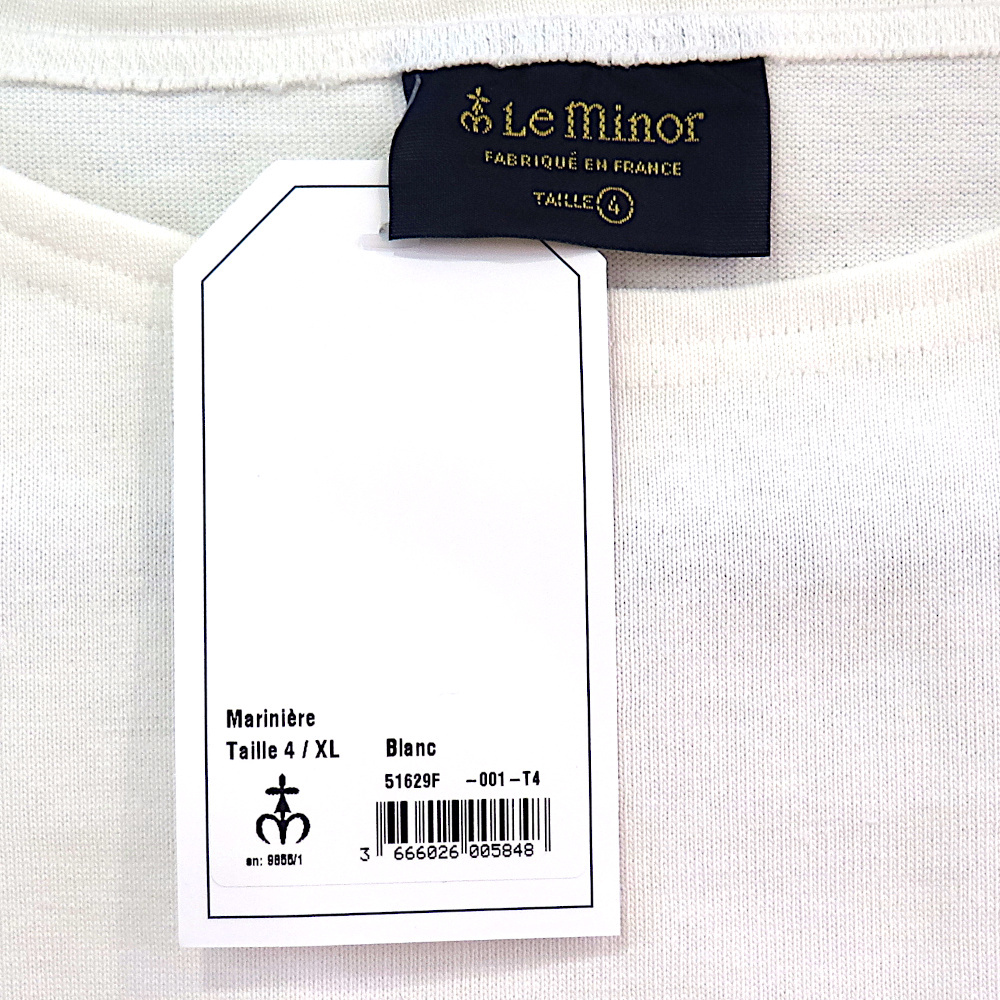 Le Minor
FABRIQUÉ EN FRANCE
TAILLE 4
Marinière
Taille 4 / XL Blanc
51629F -001-T4
3 666026 005848